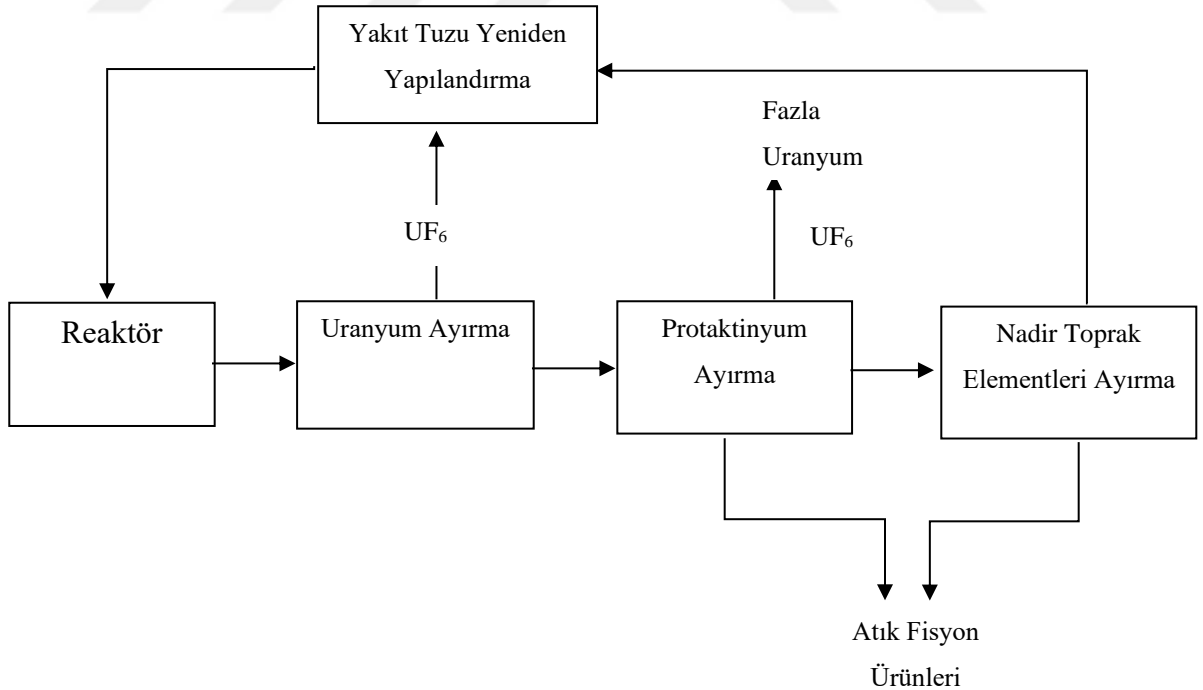 Yakıt Tuzu Yeniden
Yapılandırma
Fazla
Uranyum
UF₆
UF₆
Reaktör
Uranyum Ayırma
Protaktinyum
Ayırma
Nadir Toprak
Elementleri Ayırma
Atık Fisyon
Ürünleri